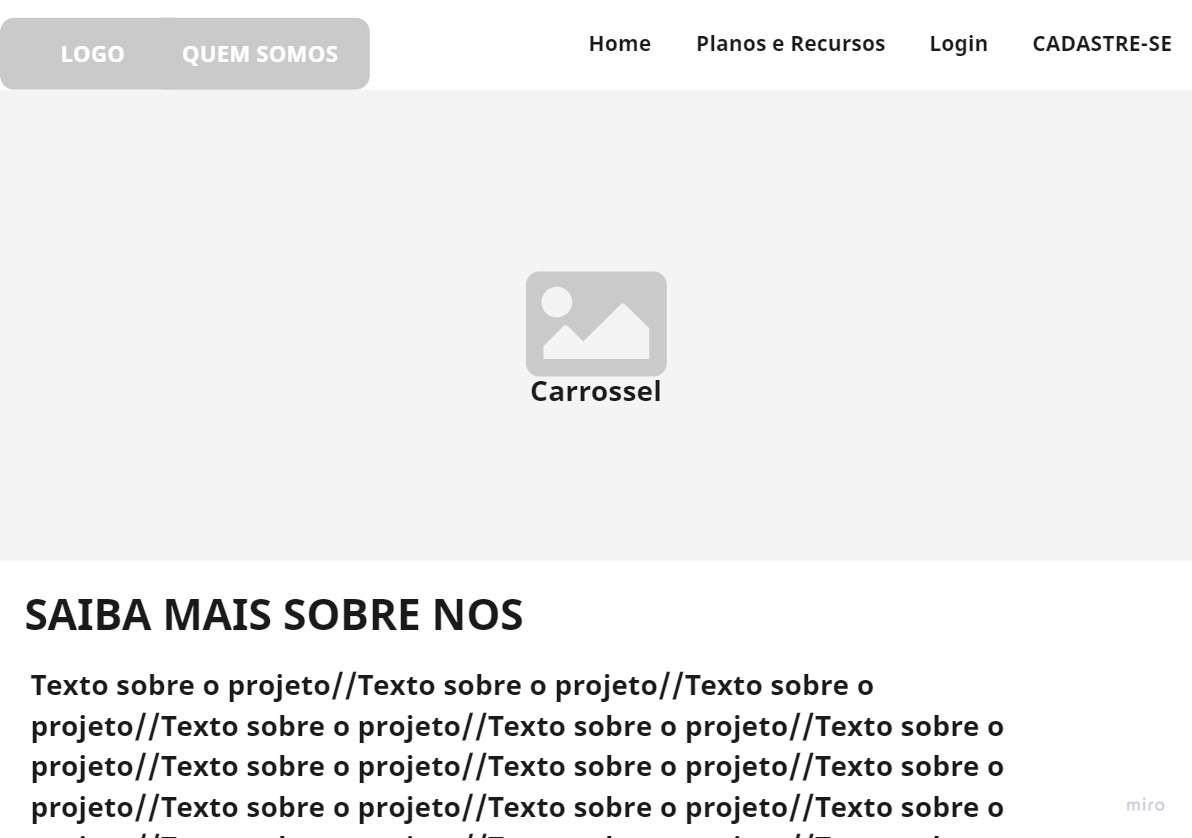 LOGO QUEM SOMOS Home Planos e Recursos Login CADASTRE-SE
Carrossel
SAIBA MAIS SOBRE NOS
Texto sobre o projeto//Texto sobre o projeto//Texto sobre o
projeto//Texto sobre o projeto//Texto sobre o projeto//Texto sobre o
projeto//Texto sobre o projeto//Texto sobre o projeto//Texto sobre o
projeto//Texto sobre o projeto//Texto sobre o projeto//Texto sobre o
miro